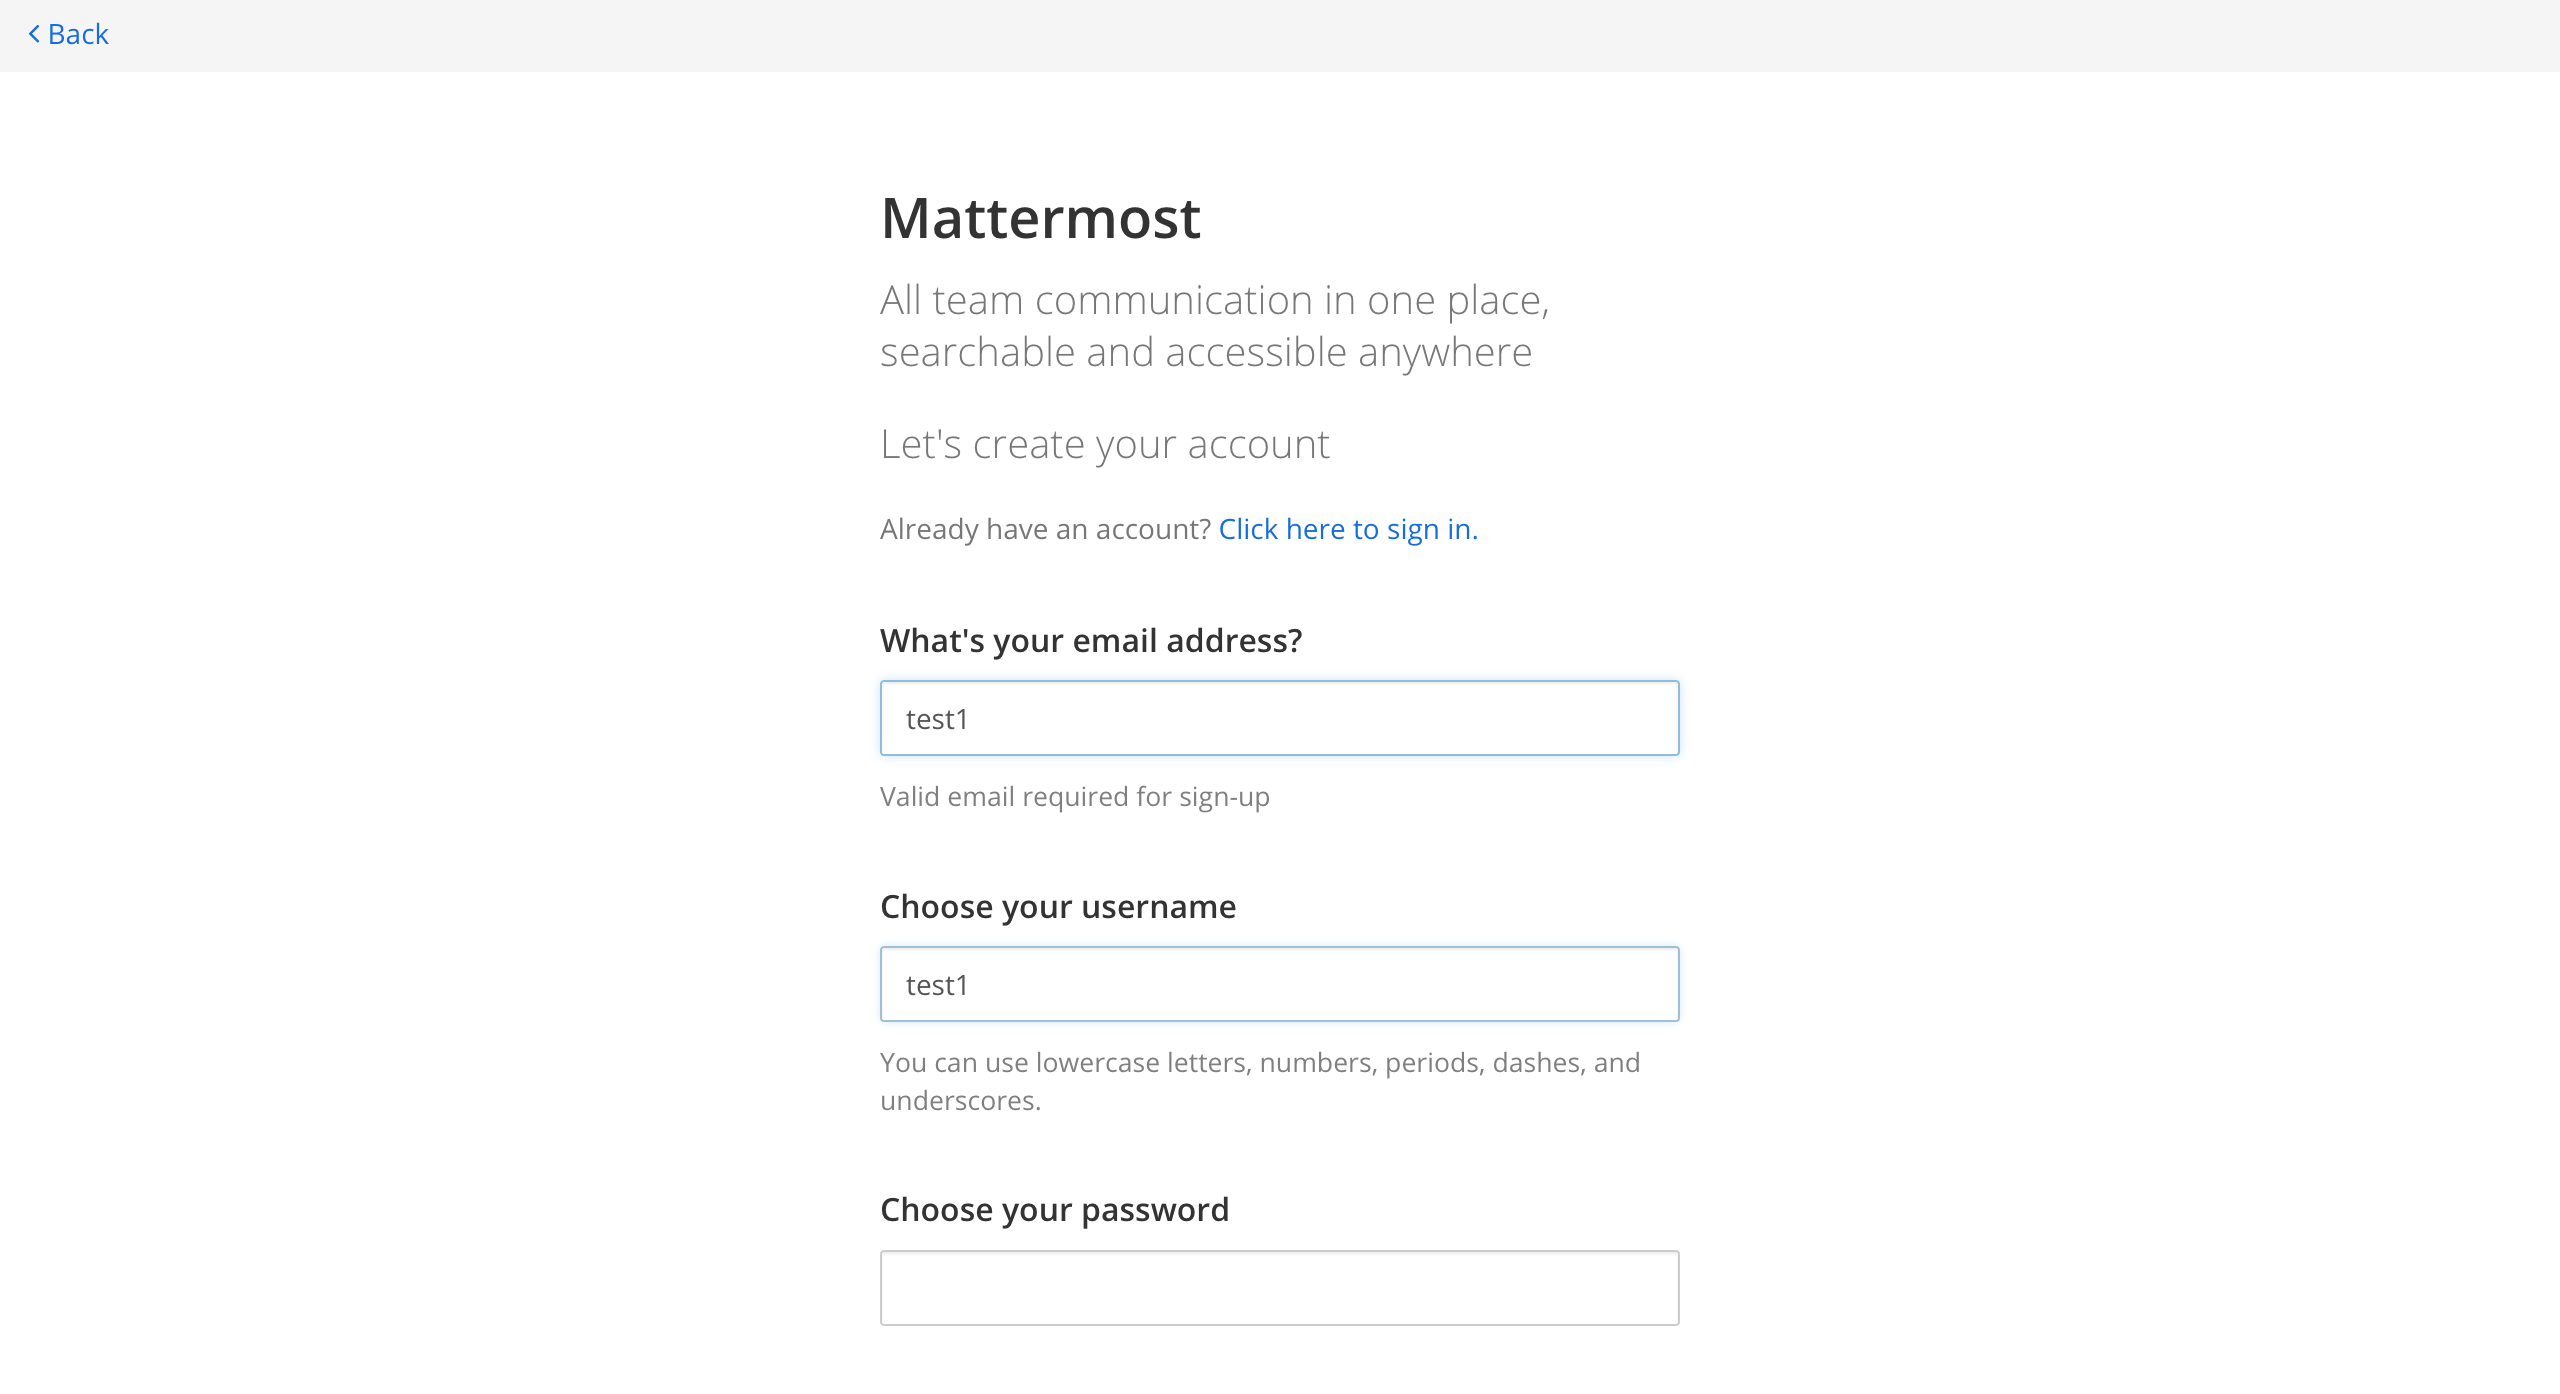 Back
Mattermost
All team communication in one place,
searchable and accessible anywhere
Let's create your account
Already have an account? Click here to sign in.
What's your email address?
test1
Valid email required for sign-up
Choose your username
test1
You can use lowercase letters, numbers, periods, dashes, and
underscores.
Choose your password